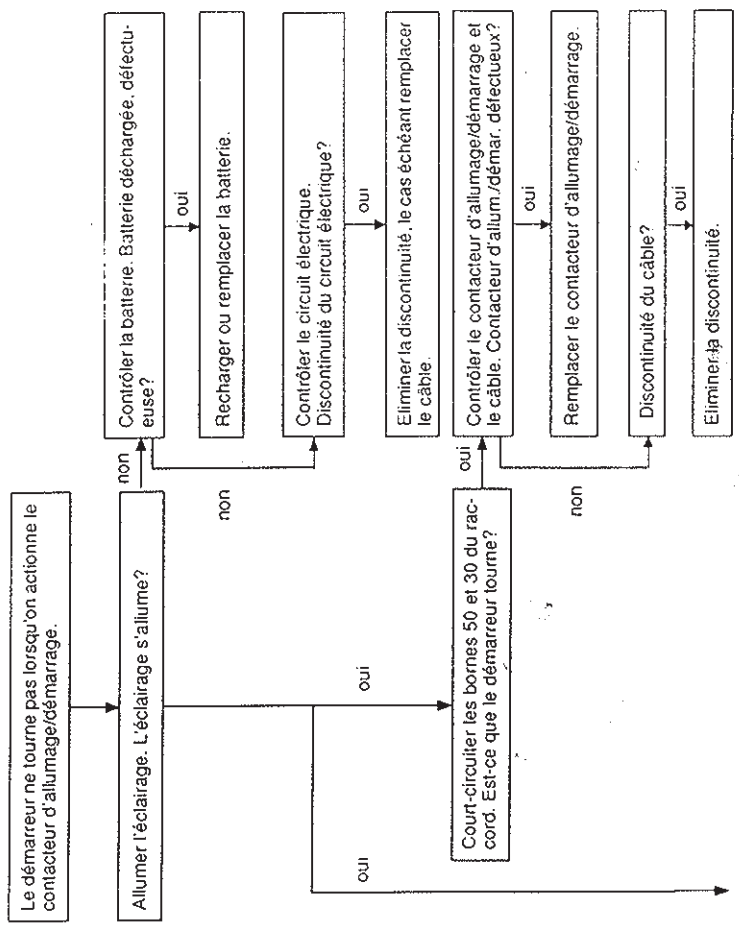 Le démarreur ne tourne pas lorsqu'on actionne le
contacteur d'allumage/démarrage.
Allumer l'éclairage. L'éclairage s'allume?
non
Contrôler la batterie. Batterie déchargée, défectu-
euse?
oui
Recharger ou remplacer la batterie.
non
Contrôler le circuit électrique.
Discontinuité du circuit électrique?
oui
Eliminer la discontinuité, le cas échéant remplacer
le câble.
oui
Court-circuiter les bornes 50 et 30 du rac-
cord. Est-ce que le démarreur tourne?
oui
Contrôler le contacteur d'allumage/démarrage et
le câble. Contacteur d'allum./démar. défectueux?
oui
Remplacer le contacteur d'allumage/démarrage.
non
Discontinuité du câble?
oui
Eliminer la discontinuité.
oui